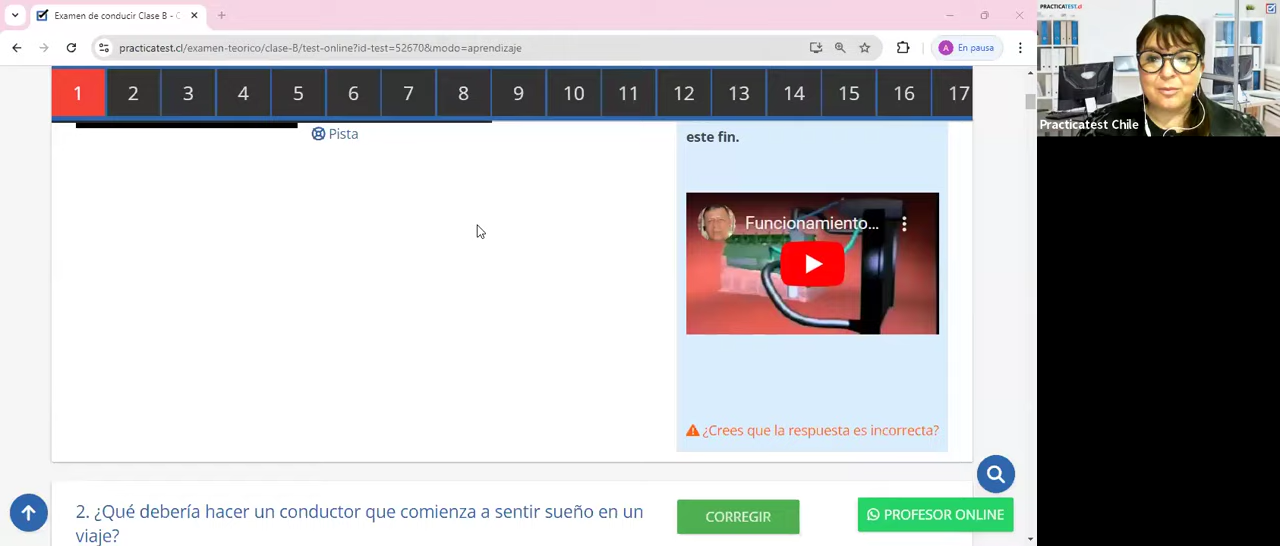 Examen de conducir Clase B - C
practicatest.cl/examen-teorico/clase-B/test-online?id-test=52670&modo=aprendizaje
A En pausa
PRACTICATEST.cl
Practicatest Chile
1 2 3 4 5 6 7 8 9 10 11 12 13 14 15 16 17
Pista
este fin.
Funcionamiento...
¿Crees que la respuesta es incorrecta?
2. ¿Qué debería hacer un conductor que comienza a sentir sueño en un
viaje?
CORREGIR
PROFESOR ONLINE